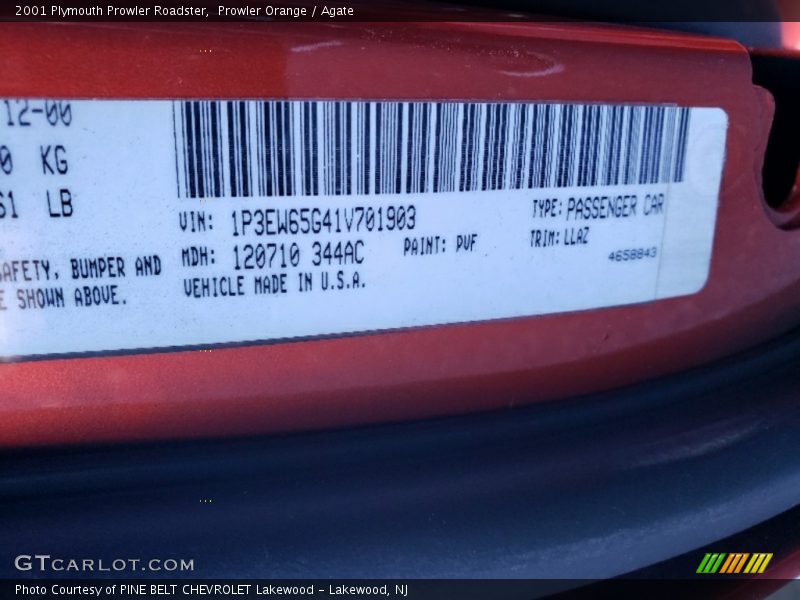 2001 Plymouth Prowler Roadster,  Prowler Orange / Agate
12-00
0 KG
61 LB
SAFETY, BUMPER AND
E SHOWN ABOVE.
VIN: 1P3EW65G41V701903
TYPE: PASSENGER CAR
MDH: 120710 344AC
PAINT: PVF
TRIM: LLAZ
VEHICLE MADE IN U.S.A.
4658843
GTCARLOT.COM
Photo Courtesy of PINE BELT CHEVROLET Lakewood - Lakewood, NJ